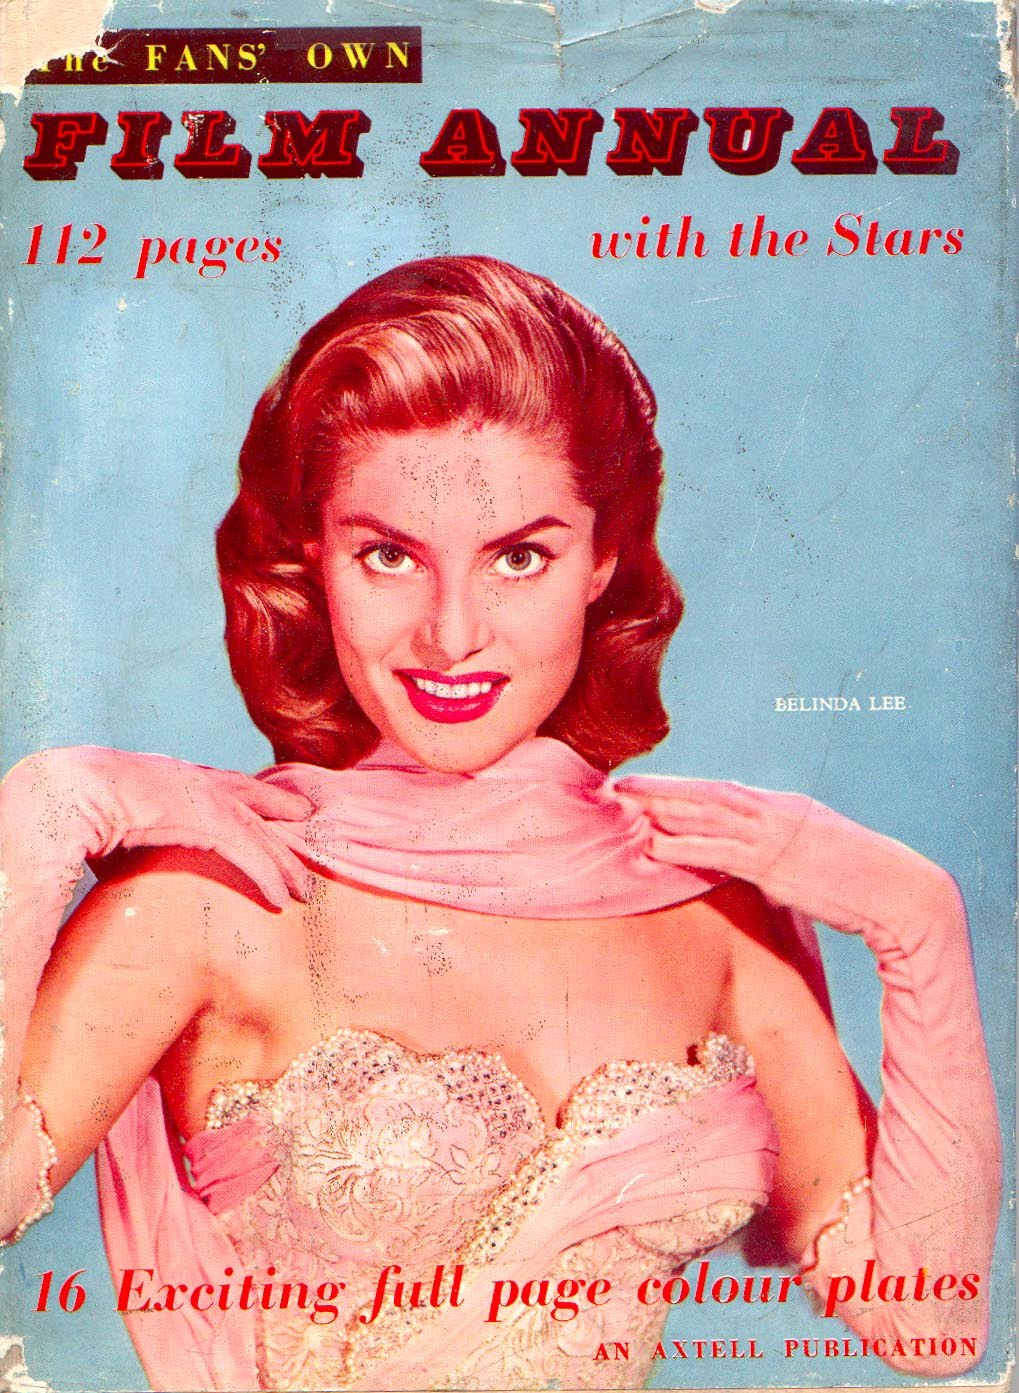 The FANS' OWN
FILM ANNUAL
112 pages with the Stars
BELINDA LEE
16 Exciting full page colour plates
AN AXTELL PUBLICATION